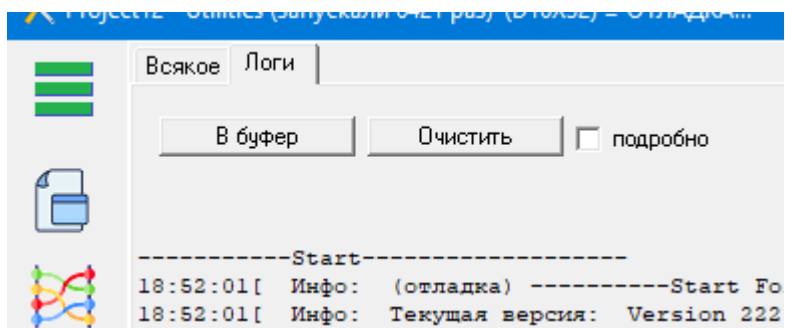 Всякое Логи
В буфер Очистить подробно
-----------Start-------------------
18:52:01[ Инфо: (отладка) ----------Start Fo
18:52:01[ Инфо: Текущая версия: Version 222